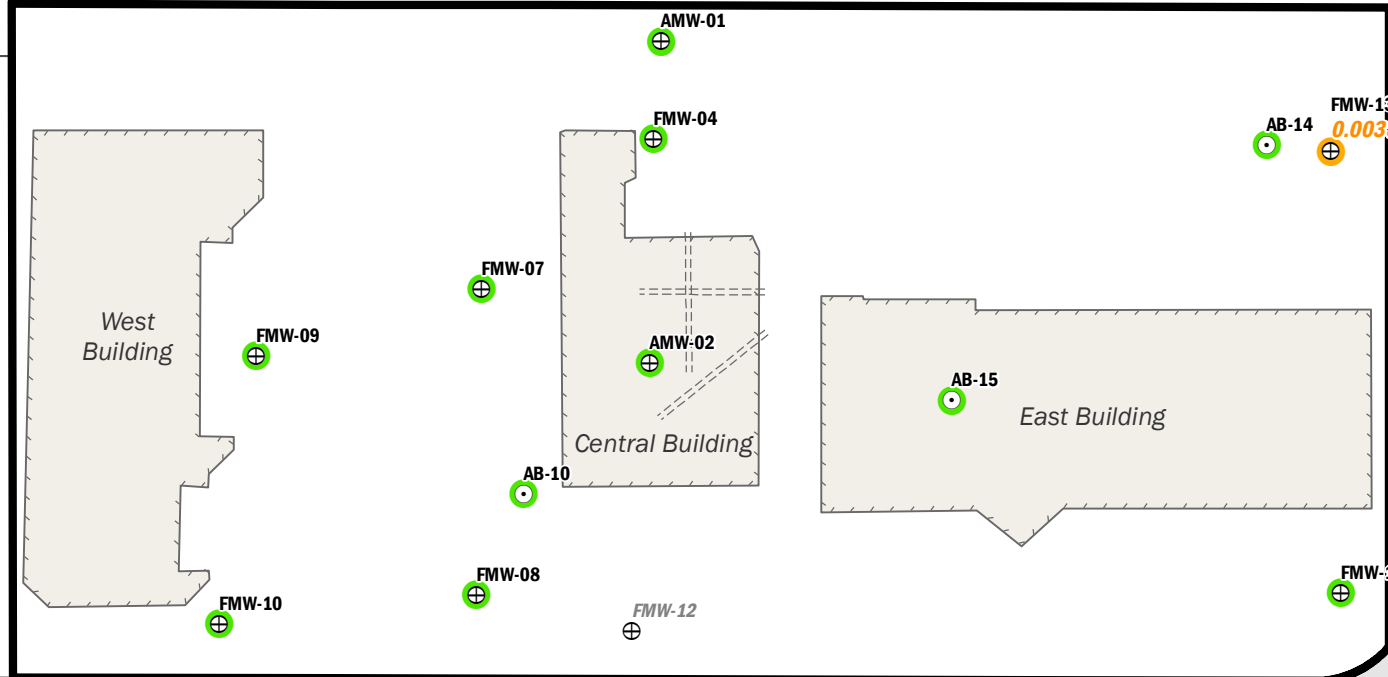 AMW-01
FMW-04
AB-14
0.003
FMW-07
West
Building
FMW-09
AMW-02
AB-15
East Building
Central Building
AB-10
FMW-08
FMW-10
FMW-12